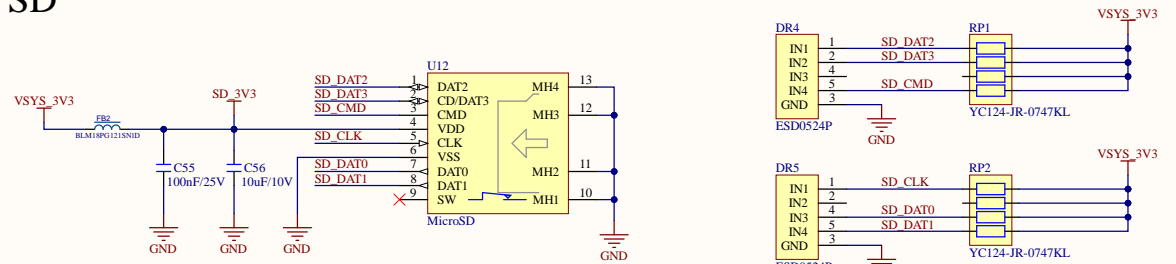 SD
VSYS_3V3
FB2
BLM18PG121SNID
SD_3V3
C55
100nF/25V
C56
10uF/10V
GND
GND
GND
U12
SD_DAT2 1 DAT2
SD_DAT3 2 CD/DAT3
SD_CMD 3 CMD
4 VDD
SD_CLK 5 CLK
6 VSS
SD_DAT0 7 DAT0
SD_DAT1 8 DAT1
9 SW
MH4 13
MH3 12
MH2 11
MH1 10
MicroSD
GND
DR4
IN1 1 SD_DAT2
IN2 2 SD_DAT3
IN3 4
IN4 5 SD_CMD
GND 3
ESD0524P
GND
RP1
YC124-JR-0747KL
VSYS_3V3
DR5
IN1 1 SD_CLK
IN2 2
IN3 4 SD_DAT0
IN4 5 SD_DAT1
GND 3
ESD0524P
RP2
YC124-JR-0747KL
VSYS_3V3